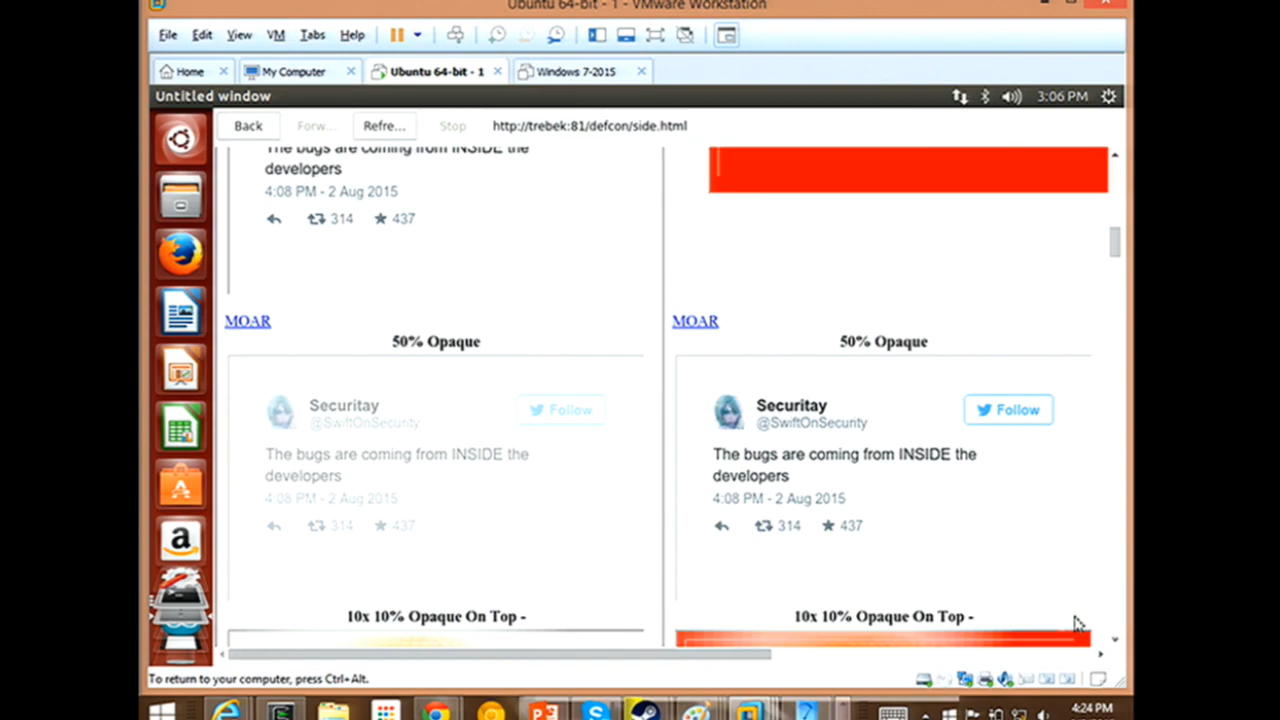 Ubuntu 64-bit - 1 - VMware Workstation
File Edit View VM Tabs Help
Home My Computer Ubuntu 64-bit - 1 Windows 7-2015
Untitled window 3:06 PM
Back Forw... Refre... Stop http://trebek:81/defcon/side.html
The bugs are coming from INSIDE the
developers
4:08 PM - 2 Aug 2015
314 437
MOAR MOAR
50% Opaque 50% Opaque
Securitay Follow
@SwiftOnSecurity
The bugs are coming from INSIDE the
developers
4:08 PM - 2 Aug 2015
314 437
Securitay Follow
@SwiftOnSecurity
The bugs are coming from INSIDE the
developers
4:08 PM - 2 Aug 2015
314 437
10x 10% Opaque On Top - 10x 10% Opaque On Top -
To return to your computer, press Ctrl+Alt.
4:24 PM